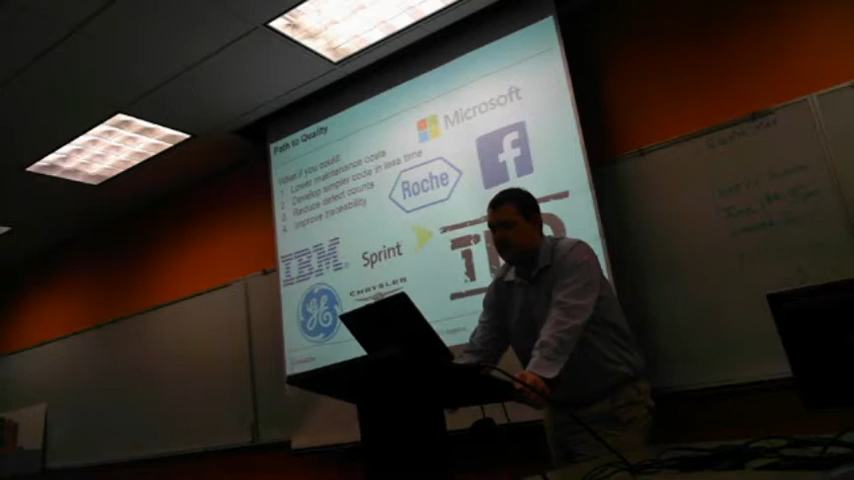 Path to Quality
What if you could:
1. Lower maintenance costs
2. Develop simpler code in less time
3. Reduce defect counts
4. Improve traceability
Microsoft
f
Roche
IBM
Sprint
GE
CHRYSLER